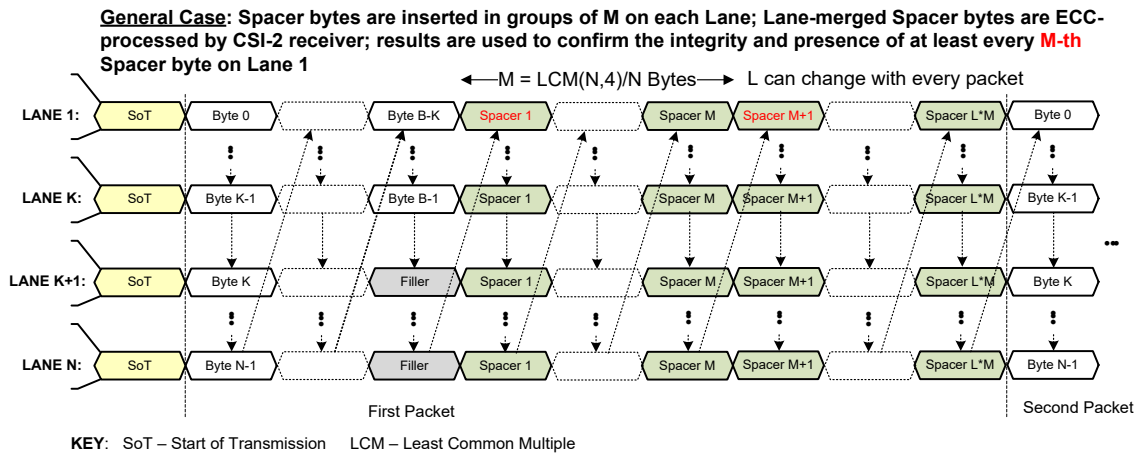 General Case: Spacer bytes are inserted in groups of M on each Lane; Lane-merged Spacer bytes are ECC-
processed by CSI-2 receiver; results are used to confirm the integrity and presence of at least every M-th
Spacer byte on Lane 1
M = LCM(N,4)/N Bytes L can change with every packet
LANE 1: SoT Byte 0 Byte B-K Spacer 1 Spacer M Spacer M+1 Spacer L*M Byte 0
LANE K: SoT Byte K-1 Byte B-1 Spacer 1 Spacer M Spacer M+1 Spacer L*M Byte K-1
LANE K+1: SoT Byte K Filler Spacer 1 Spacer M Spacer M+1 Spacer L*M Byte K
LANE N: SoT Byte N-1 Filler Spacer 1 Spacer M Spacer M+1 Spacer L*M Byte N-1
First Packet Second Packet
KEY: SoT – Start of Transmission LCM – Least Common Multiple